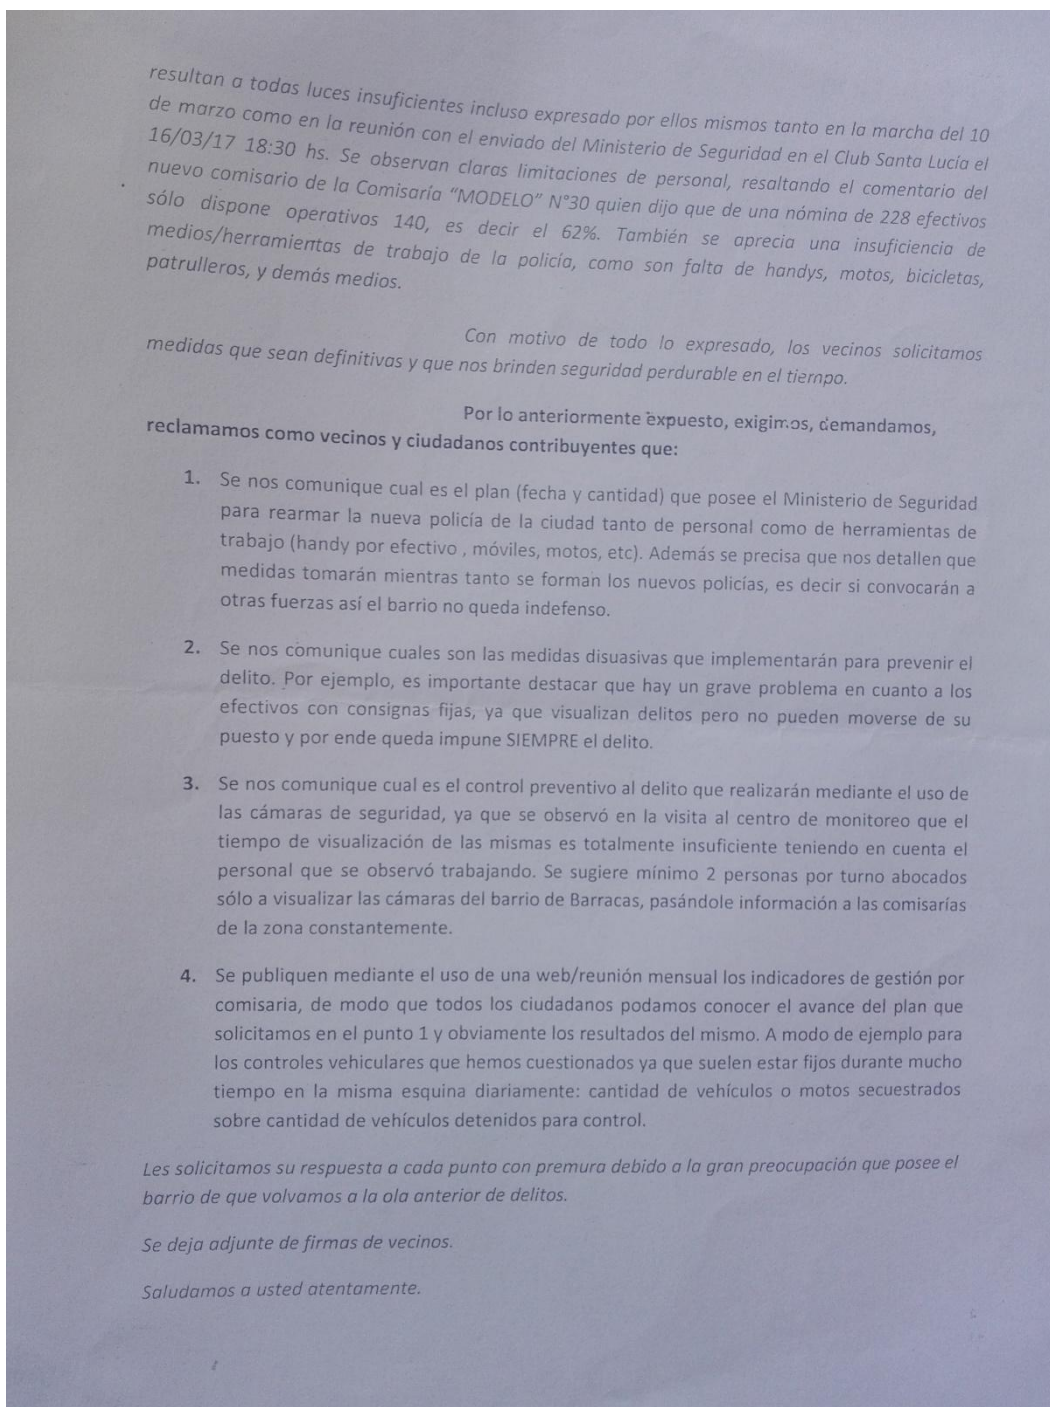 resultan a todas luces insuficientes incluso expresado por ellos mismos tanto en la marcha del 10
de marzo como en la reunión con el enviado del Ministerio de Seguridad en el Club Santa Lucía el
16/03/17 18:30 hs. Se observan claras limitaciones de personal, resaltando el comentario del
nuevo comisario de la Comisaría “MODELO” N°30 quien dijo que de una nómina de 228 efectivos
sólo dispone operativos 140, es decir el 62%. También se aprecia una insuficiencia de
medios/herramientas de trabajo de la policía, como son falta de handys, motos, bicicletas,
patrulleros, y demás medios.
Con motivo de todo lo expresado, los vecinos solicitamos
medidas que sean definitivas y que nos brinden seguridad perdurable en el tiempo.
Por lo anteriormente expuesto, exigimos, demandamos,
reclamamos como vecinos y ciudadanos contribuyentes que:
1. Se nos comunique cual es el plan (fecha y cantidad) que posee el Ministerio de Seguridad
para rearmar la nueva policía de la ciudad tanto de personal como de herramientas de
trabajo (handy por efectivo , móviles, motos, etc). Además se precisa que nos detallen que
medidas tomarán mientras tanto se forman los nuevos policías, es decir si convocarán a
otras fuerzas así el barrio no queda indefenso.
2. Se nos comunique cuales son las medidas disuasivas que implementarán para prevenir el
delito. Por ejemplo, es importante destacar que hay un grave problema en cuanto a los
efectivos con consignas fijas, ya que visualizan delitos pero no pueden moverse de su
puesto y por ende queda impune SIEMPRE el delito.
3. Se nos comunique cual es el control preventivo al delito que realizarán mediante el uso de
las cámaras de seguridad, ya que se observó en la visita al centro de monitoreo que el
tiempo de visualización de las mismas es totalmente insuficiente teniendo en cuenta el
personal que se observó trabajando. Se sugiere mínimo 2 personas por turno abocados
sólo a visualizar las cámaras del barrio de Barracas, pasándole información a las comisarías
de la zona constantemente.
4. Se publiquen mediante el uso de una web/reunión mensual los indicadores de gestión por
comisaria, de modo que todos los ciudadanos podamos conocer el avance del plan que
solicitamos en el punto 1 y obviamente los resultados del mismo. A modo de ejemplo para
los controles vehiculares que hemos cuestionados ya que suelen estar fijos durante mucho
tiempo en la misma esquina diariamente: cantidad de vehículos o motos secuestrados
sobre cantidad de vehículos detenidos para control.
Les solicitamos su respuesta a cada punto con premura debido a la gran preocupación que posee el
barrio de que volvamos a la ola anterior de delitos.
Se deja adjunte de firmas de vecinos.
Saludamos a usted atentamente.